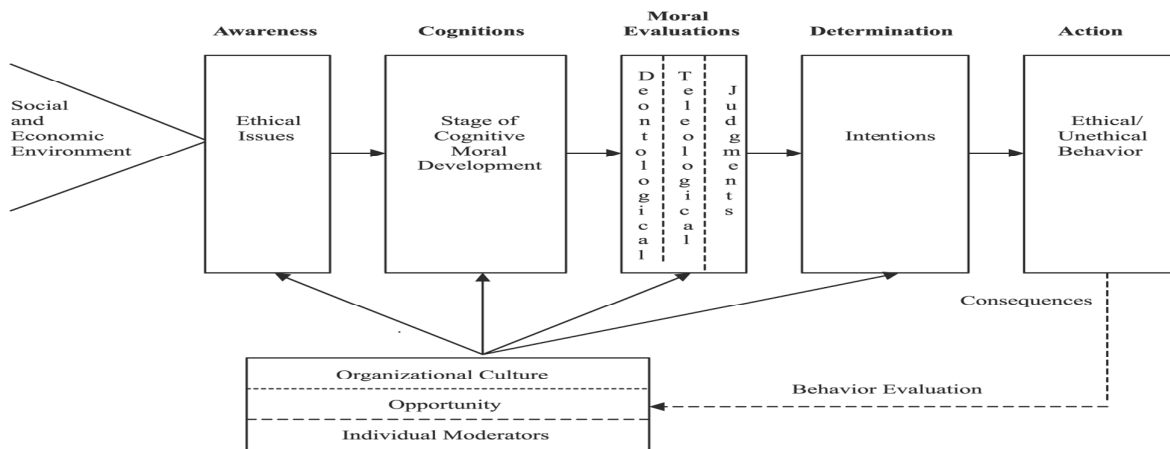 Awareness
Cognitions
Moral
Evaluations
Determination
Action
Social
and
Economic
Environment
Ethical
Issues
Stage of
Cognitive
Moral
Development
Deontological
Teleological
Judgments
Intentions
Ethical/
Unethical
Behavior
Consequences
Organizational Culture
Opportunity
Individual Moderators
Behavior Evaluation